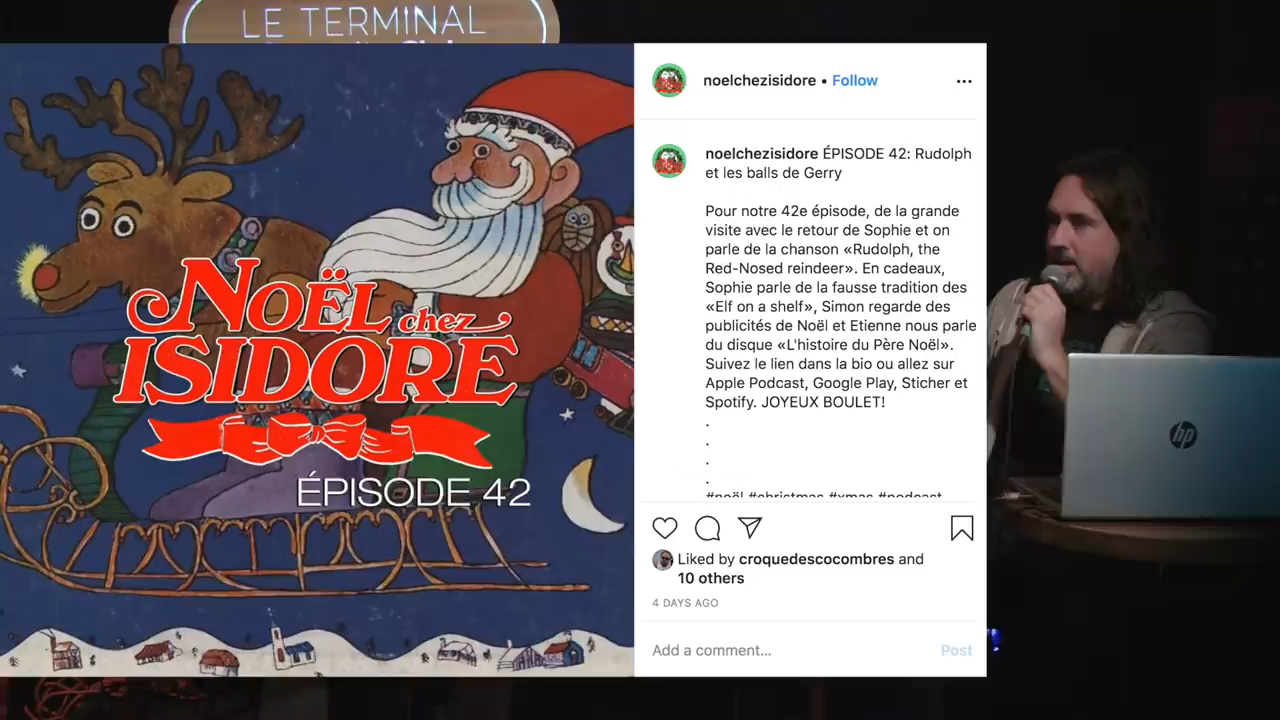 LE TERMINAL
NOËL chez
ISIDORE
ÉPISODE 42
noelchezisidore • Follow
noelchezisidore ÉPISODE 42: Rudolph
et les balls de Gerry
Pour notre 42e épisode, de la grande
visite avec le retour de Sophie et on
parle de la chanson «Rudolph, the
Red-Nosed reindeer». En cadeaux,
Sophie parle de la fausse tradition des
«Elf on a shelf», Simon regarde des
publicités de Noël et Etienne nous parle
du disque «L'histoire du Père Noël».
Suivez le lien dans la bio ou allez sur
Apple Podcast, Google Play, Sticher et
Spotify. JOYEUX BOULET!
.
.
.
.
#noël #christmas #xmas #podcast
Liked by croquedescocombres and
10 others
4 DAYS AGO
Add a comment... Post
hp